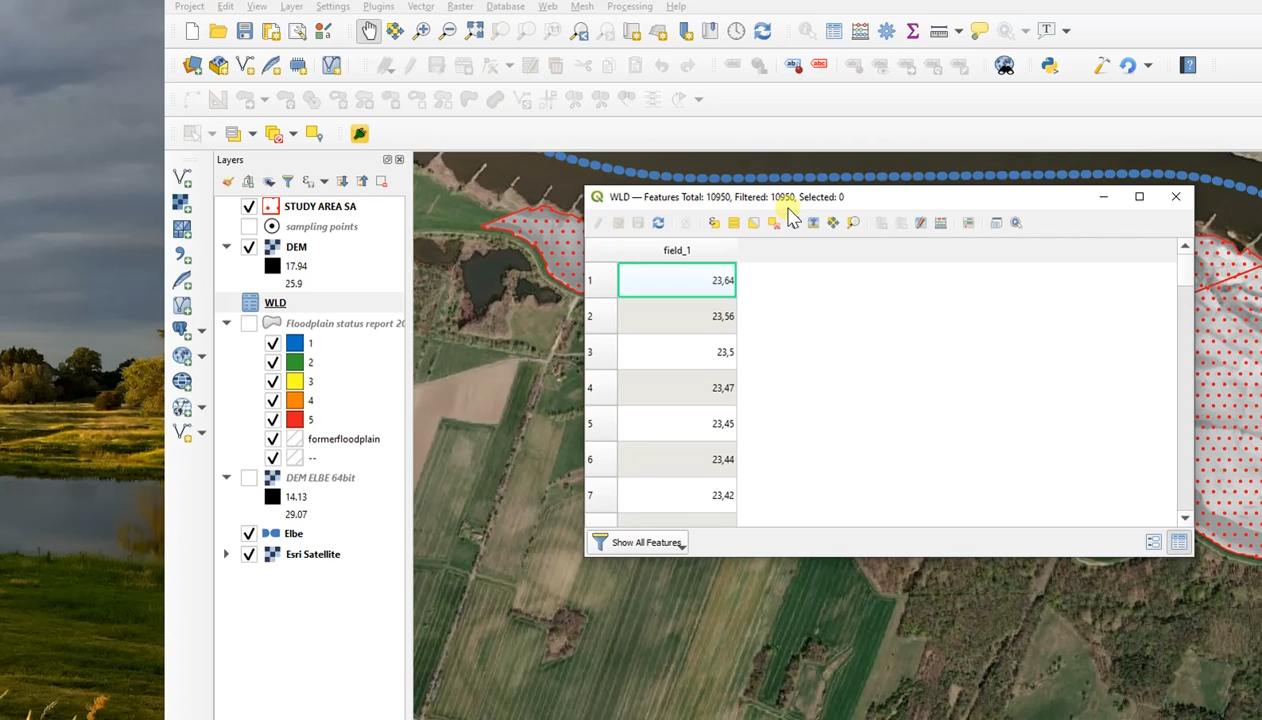 Project Edit View Layer Settings Plugins Vector Raster Database Web Mesh Processing Help
Layers
STUDY AREA SA
sampling points
DEM
17.94
25.9
WLD
Floodplain status report 20
1
2
3
4
5
formerfloodplain
--
DEM ELBE 64bit
14.13
29.07
Elbe
Esri Satellite
WLD — Features Total: 10950, Filtered: 10950, Selected: 0
field_1
1 23,64
2 23,56
3 23,5
4 23,47
5 23,45
6 23,44
7 23,42
Show All Features